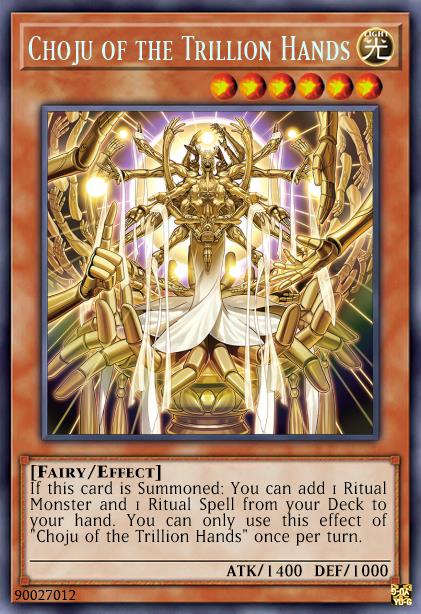 CHOJU OF THE TRILLION HANDS
LIGHT
光
[FAIRY/EFFECT]
If this card is Summoned: You can add 1 Ritual
Monster and 1 Ritual Spell from your Deck to
your hand. You can only use this effect of
"Choju of the Trillion Hands" once per turn.
ATK/1400 DEF/1000
90027012